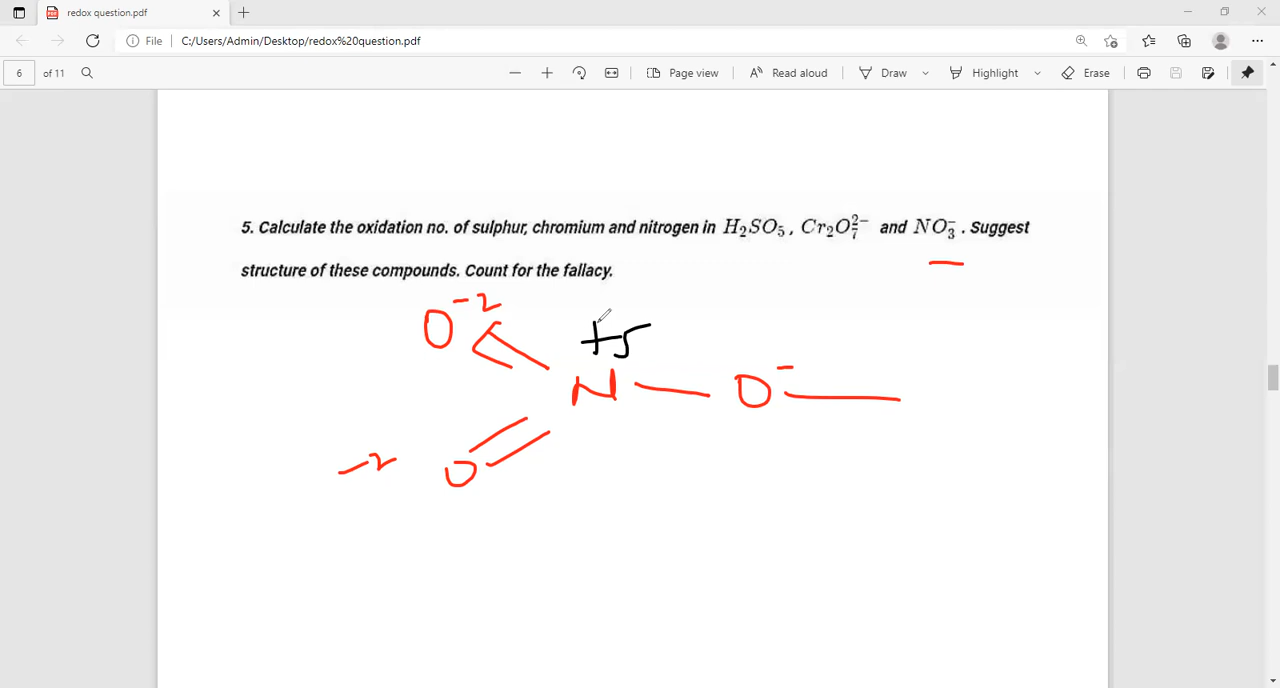 redox question.pdf
File C:/Users/Admin/Desktop/redox%20question.pdf
6 of 11 Page view Read aloud Draw Highlight Erase
5. Calculate the oxidation no. of sulphur, chromium and nitrogen in H₂SO₅, Cr₂O₇²⁻ and NO₃⁻. Suggest
structure of these compounds. Count for the fallacy.
O⁻²
+5
N O⁻
-2 O